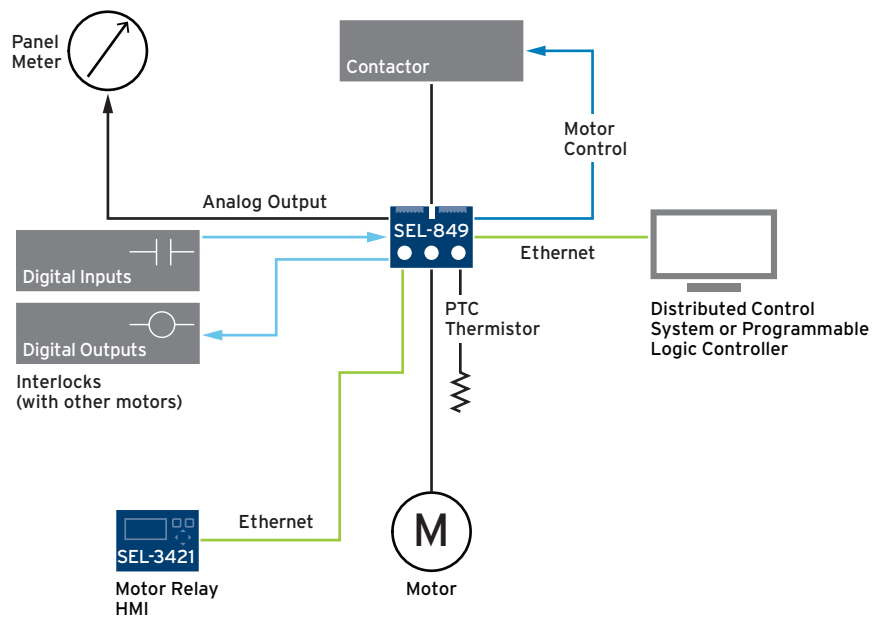 Panel
Meter
Contactor
Motor
Control
Analog Output
SEL-849
Ethernet
Digital Inputs
Digital Outputs
Interlocks
(with other motors)
PTC
Thermistor
Distributed Control
System or Programmable
Logic Controller
Ethernet
SEL-3421
Motor Relay
HMI
M
Motor